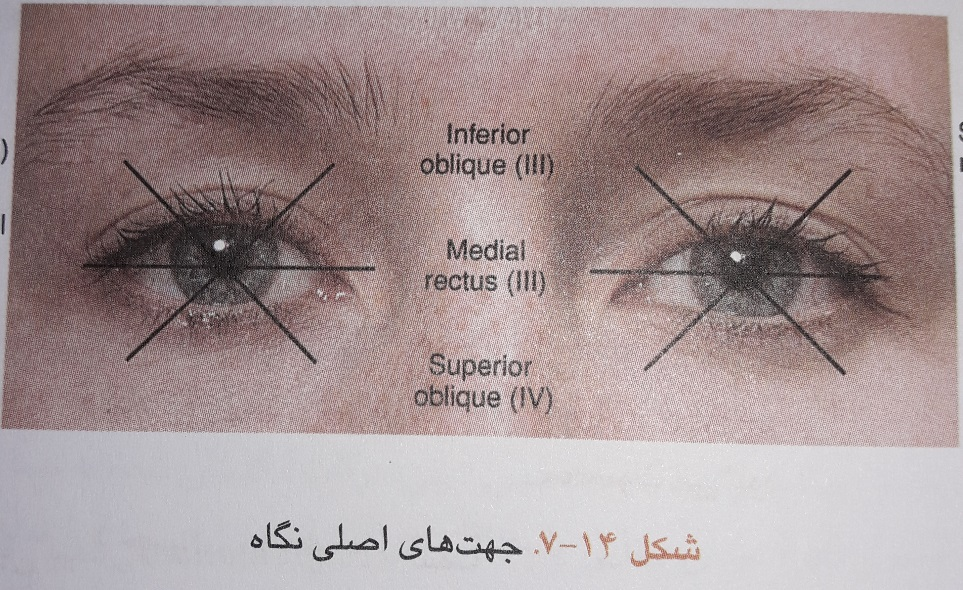 Inferior
oblique (III)
Medial
rectus (III)
Superior
oblique (IV)
شکل ۱۴-۷. جهت‌های اصلی نگاه